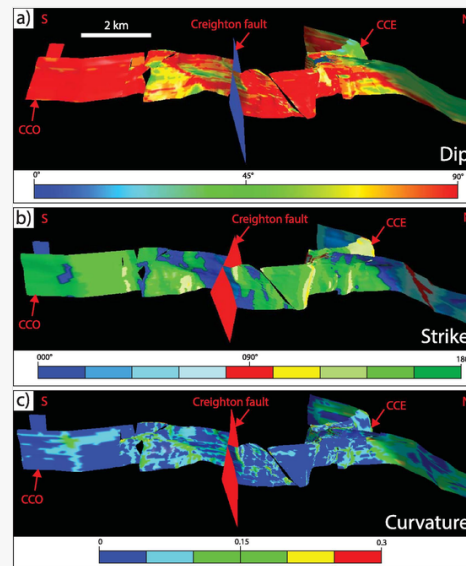 a) S Creighton fault CCE N
2 km
CCO
Dip
0° 45° 90°
b) S Creighton fault N
CCE
CCO
Strike
000° 090° 180
c) S Creighton fault N
CCE
CCO
Curvature
0 0.15 0.3